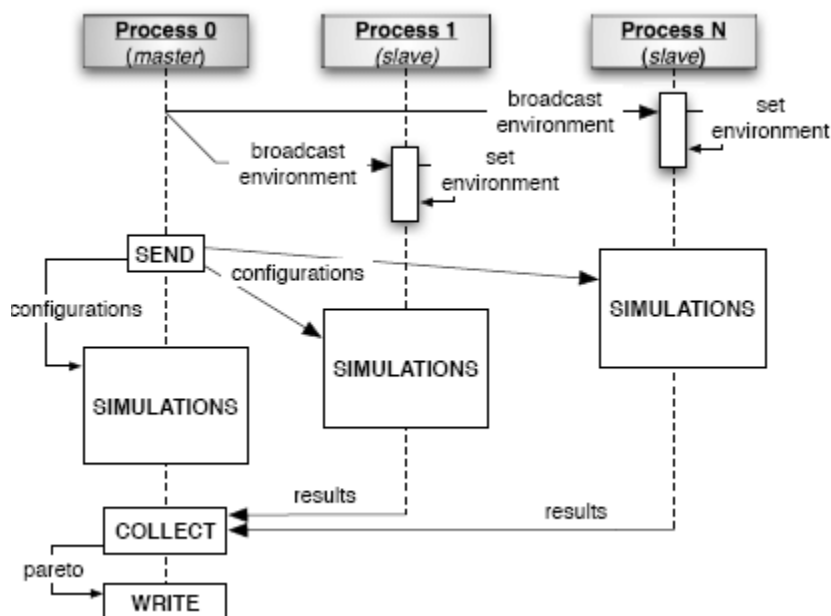 Process 0
(master)
Process 1
(slave)
Process N
(slave)
broadcast
environment
set
environment
broadcast
environment
set
environment
SEND
configurations
configurations
SIMULATIONS
SIMULATIONS
SIMULATIONS
results
results
COLLECT
pareto
WRITE